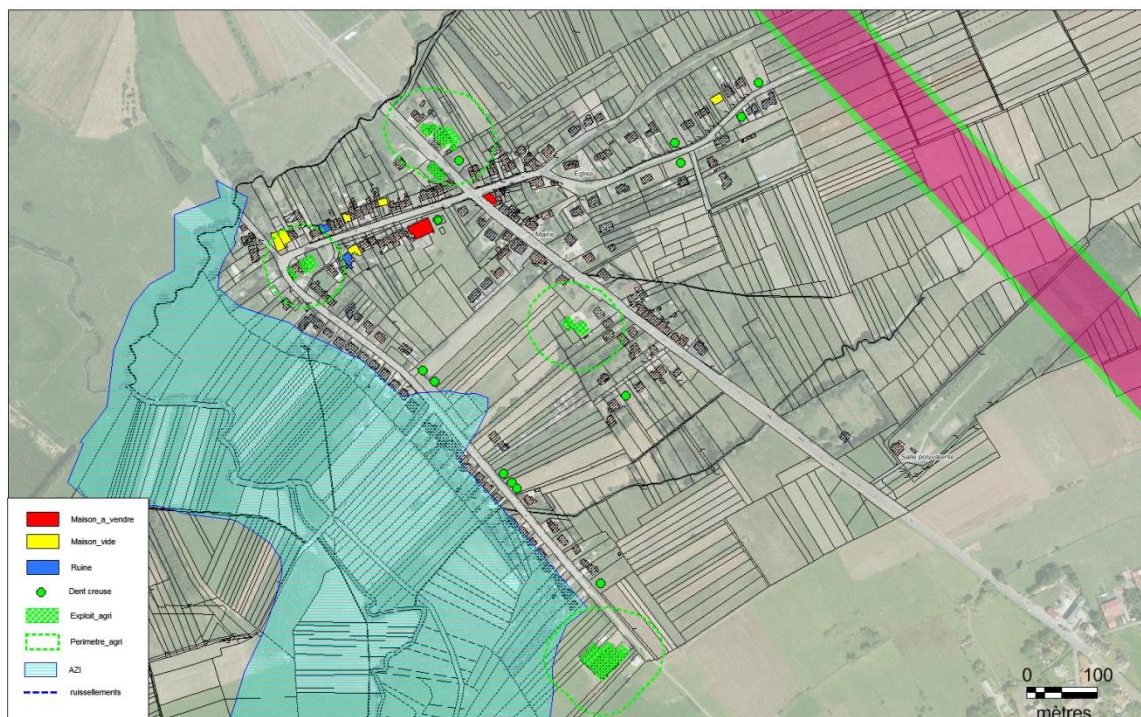 Eglise
Mairie
Salle polyvalente
Maison_a_vendre
Maison_vide
Ruine
Dent creuse
Exploit_agri
Perimetre_agri
AZI
ruissellements
0 100
mètres